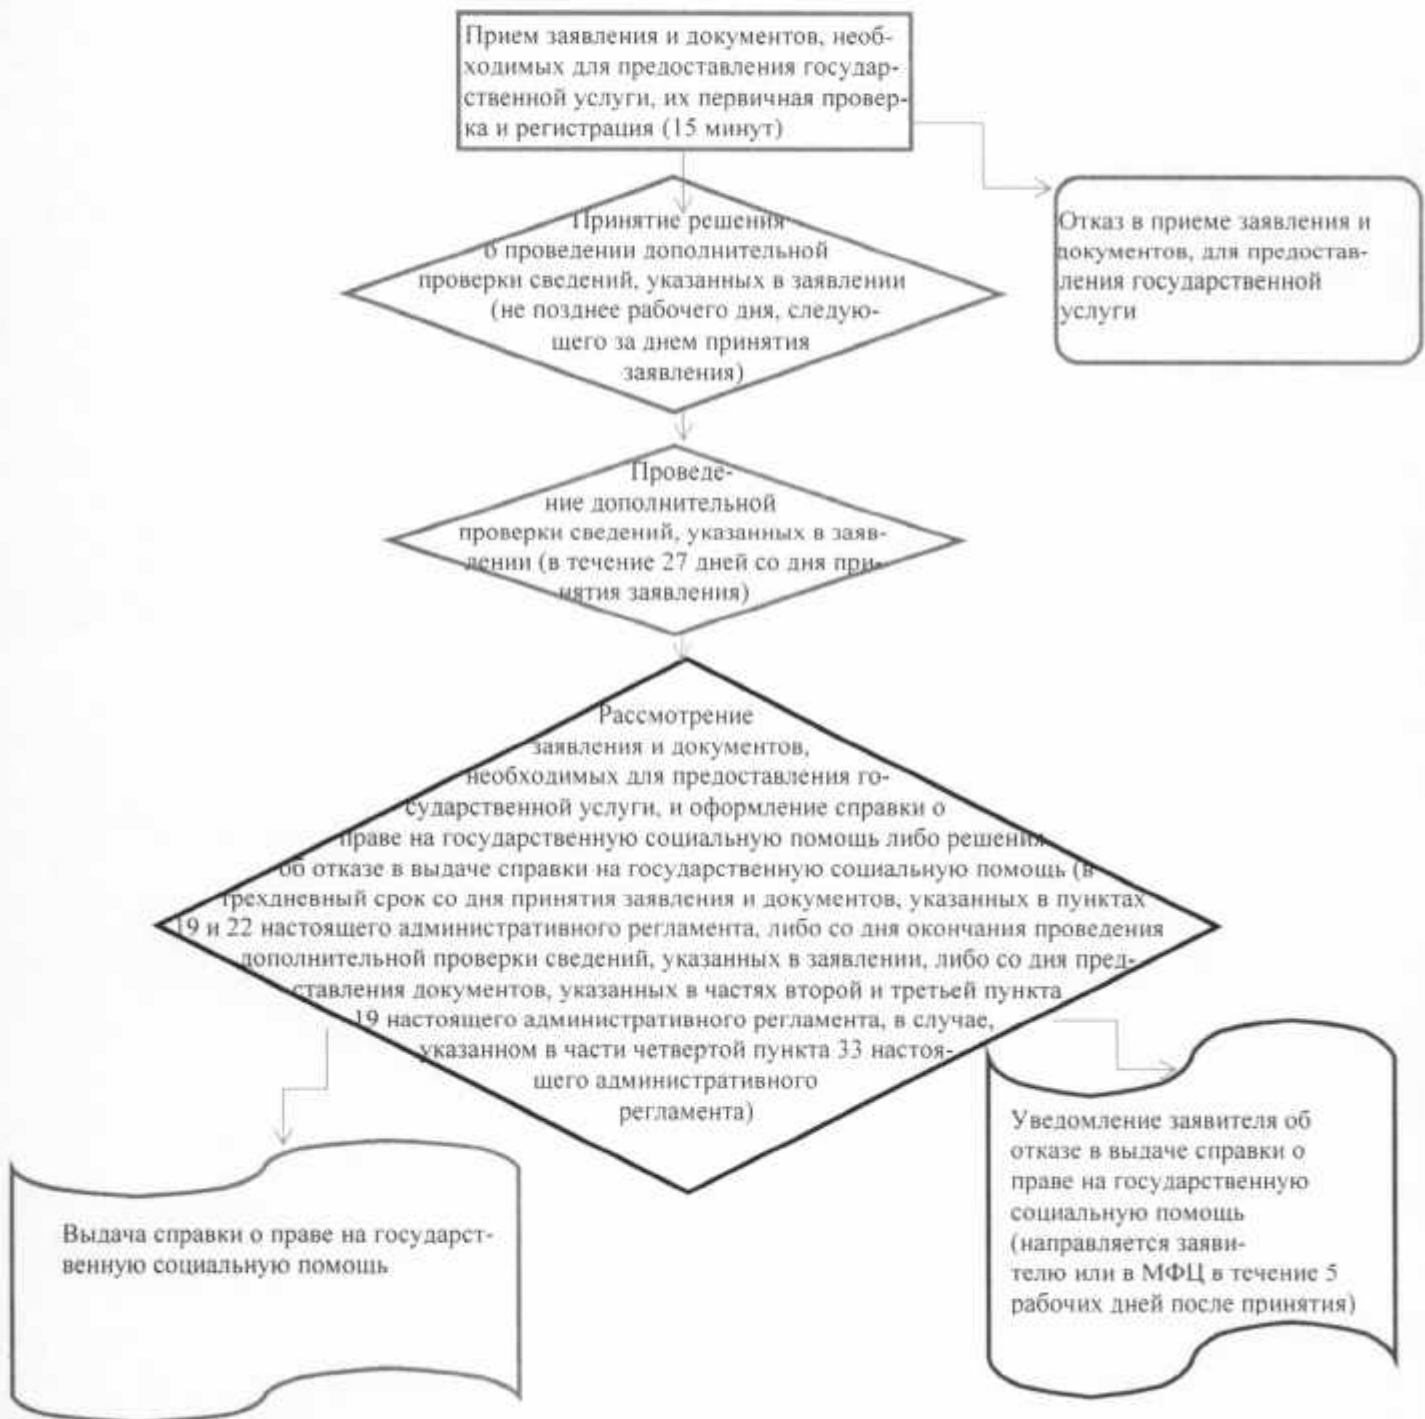 Прием заявления и документов, необ-
ходимых для предоставления государ-
ственной услуги, их первичная провер-
ка и регистрация (15 минут)
Отказ в приеме заявления и
документов, для предостав-
ления государственной
услуги
Принятие решения
о проведении дополнительной
проверки сведений, указанных в заявлении
(не позднее рабочего дня, следую-
щего за днем принятия
заявления)
Проведе-
ние дополнительной
проверки сведений, указанных в заяв-
лении (в течение 27 дней со дня при-
нятия заявления)
Рассмотрение
заявления и документов,
необходимых для предоставления го-
сударственной услуги, и оформление справки о
праве на государственную социальную помощь либо решения
об отказе в выдаче справки на государственную социальную помощь (в
трехдневный срок со дня принятия заявления и документов, указанных в пунктах
19 и 22 настоящего административного регламента, либо со дня окончания проведения
дополнительной проверки сведений, указанных в заявлении, либо со дня пред-
ставления документов, указанных в частях второй и третьей пункта
19 настоящего административного регламента, в случае,
указанном в части четвертой пункта 33 настоя-
щего административного
регламента)
Выдача справки о праве на государст-
венную социальную помощь
Уведомление заявителя об
отказе в выдаче справки о
праве на государственную
социальную помощь
(направляется заяви-
телю или в МФЦ в течение 5
рабочих дней после принятия)